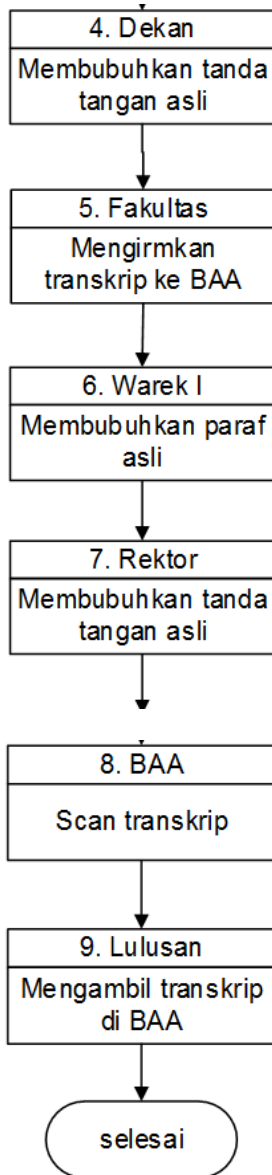 4. Dekan
Membubuhkan tanda
tangan asli
5. Fakultas
Mengirmkan
transkrip ke BAA
6. Warek I
Membubuhkan paraf
asli
7. Rektor
Membubuhkan tanda
tangan asli
8. BAA
Scan transkrip
9. Lulusan
Mengambil transkrip
di BAA
selesai